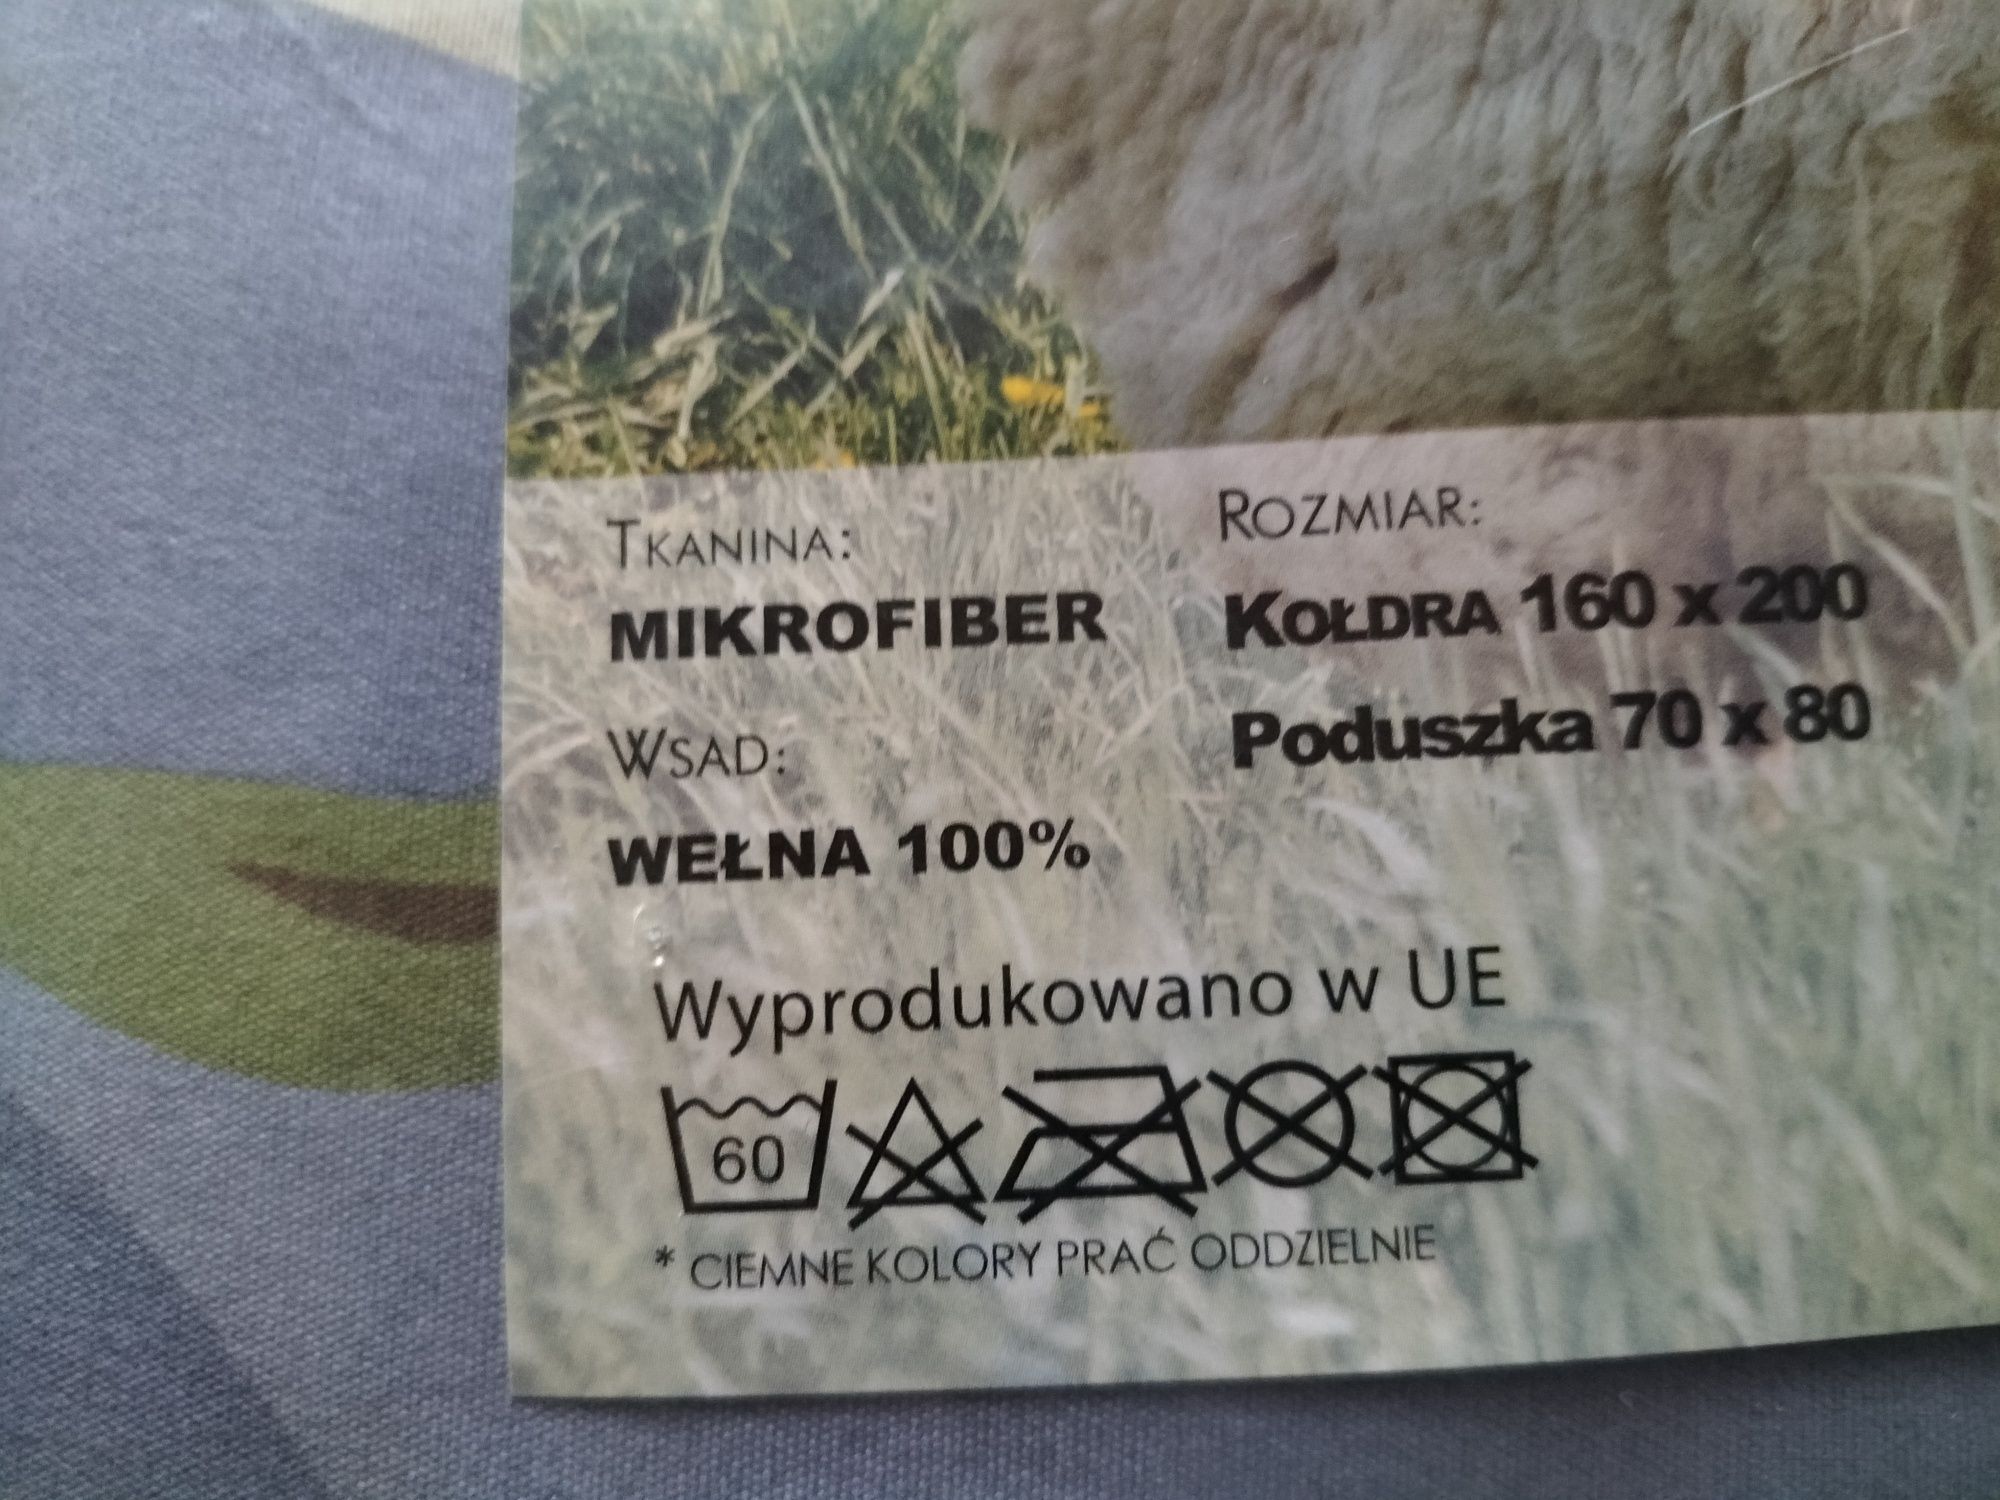 TKANINA:
MIKROFIBER
WSAD:
WEŁNA 100%
ROZMIAR:
KOŁDRA 160 x 200
Poduszka 70 x 80
Wyprodukowano w UE
60
* CIEMNE KOLORY PRAĆ ODDZIELNIE